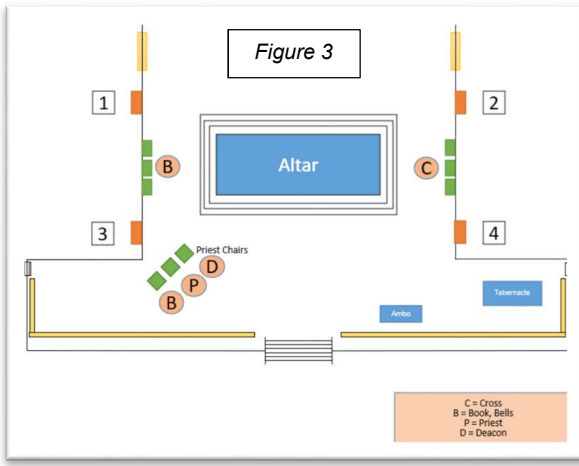 Figure 3
1
2
B
Altar
C
3
4
Priest Chairs
D
P
B
Tabernacle
Ambo
C = Cross
B = Book, Bells
P = Priest
D = Deacon